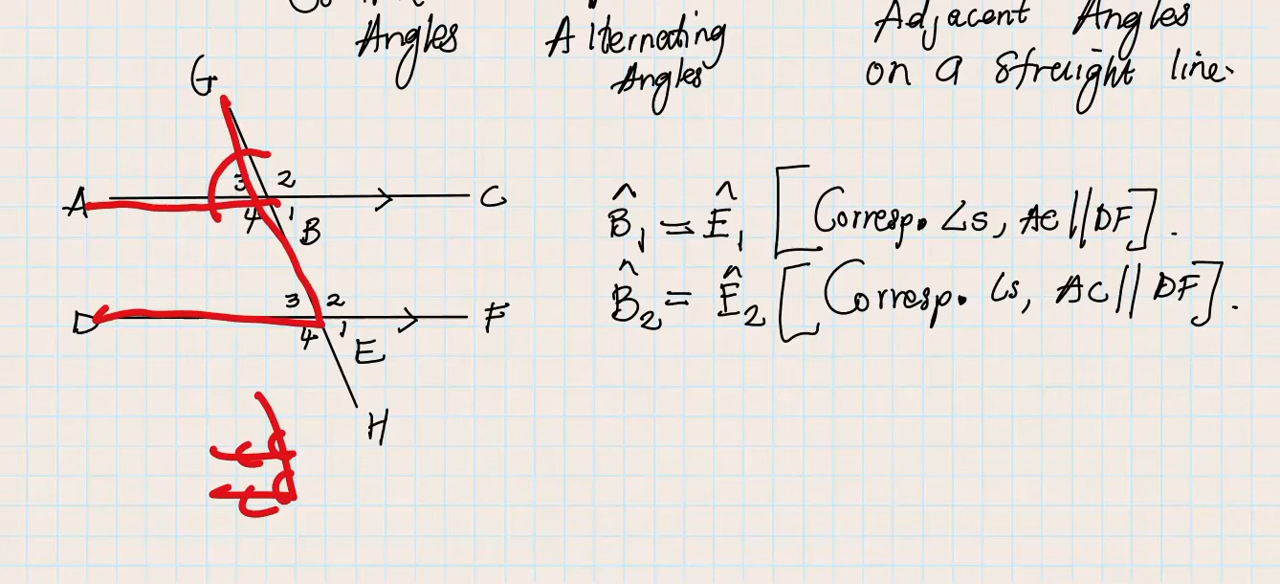 Angles
Alternating
Angles
Adjacent Angles
on a straight line.
G
3 2
A C
4 1
B
3 2
D F
4 1
E
H
B̂₁ = Ê₁ [Corresp. ∠s, AC//DF].
B̂₂ = Ê₂ [Corresp. ∠s, AC//DF].